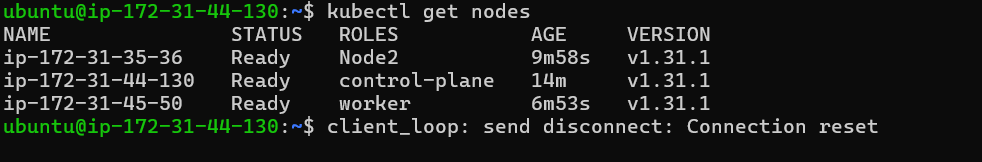 ubuntu@ip-172-31-44-130:~$ kubectl get nodes
NAME               STATUS   ROLES           AGE     VERSION
ip-172-31-35-36    Ready    Node2           9m58s   v1.31.1
ip-172-31-44-130   Ready    control-plane   14m     v1.31.1
ip-172-31-45-50    Ready    worker          6m53s   v1.31.1
ubuntu@ip-172-31-44-130:~$ client_loop: send disconnect: Connection reset